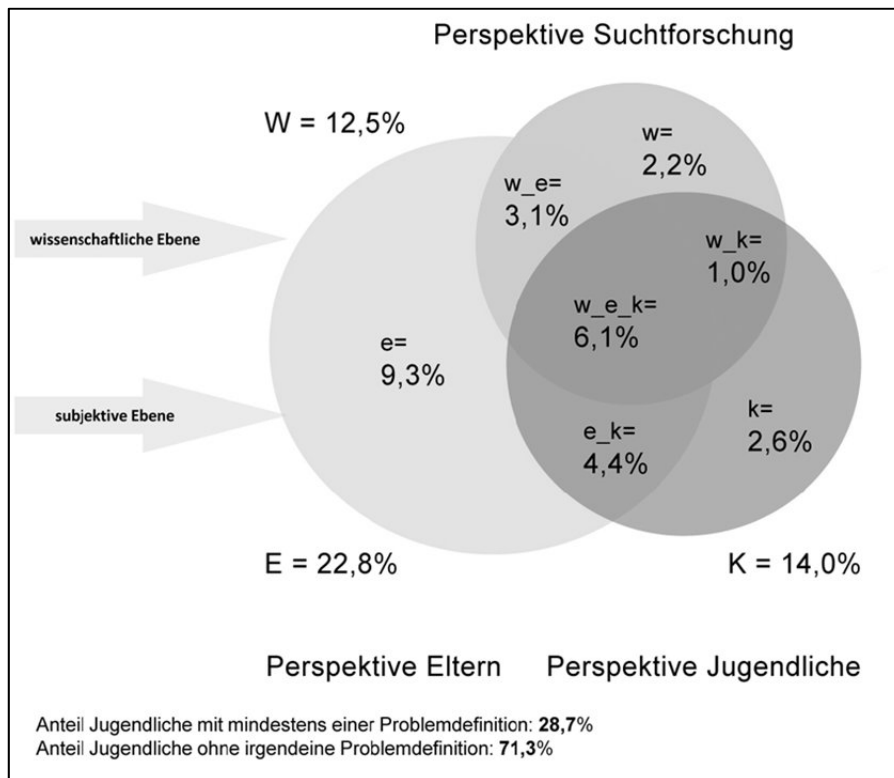 Perspektive Suchtforschung
W = 12,5%
w=
2,2%
w_e=
3,1%
wissenschaftliche Ebene
w_k=
1,0%
w_e_k=
6,1%
e=
9,3%
subjektive Ebene
k=
2,6%
e_k=
4,4%
E = 22,8%
K = 14,0%
Perspektive Eltern
Perspektive Jugendliche
Anteil Jugendliche mit mindestens einer Problemdefinition: 28,7%
Anteil Jugendliche ohne irgendeine Problemdefinition: 71,3%